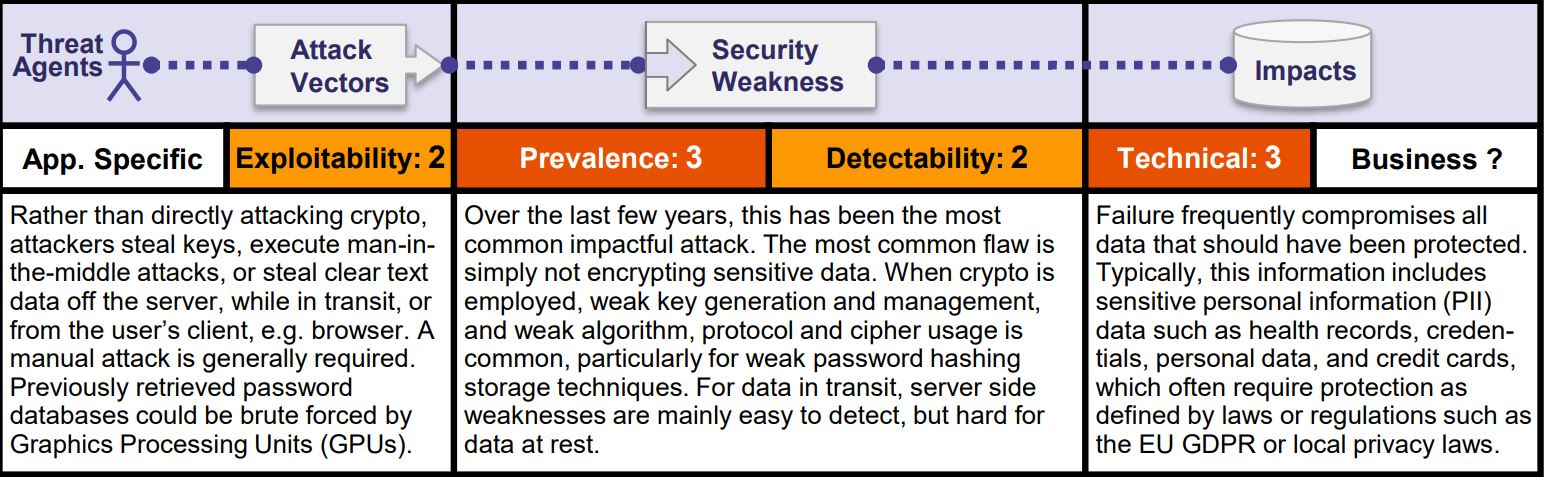 Threat
Agents
Attack
Vectors
Security
Weakness
Impacts
App. Specific
Exploitability: 2
Prevalence: 3
Detectability: 2
Technical: 3
Business ?
Rather than directly attacking crypto,
attackers steal keys, execute man-in-
the-middle attacks, or steal clear text
data off the server, while in transit, or
from the user's client, e.g. browser. A
manual attack is generally required.
Previously retrieved password
databases could be brute forced by
Graphics Processing Units (GPUs).
Over the last few years, this has been the most
common impactful attack. The most common flaw is
simply not encrypting sensitive data. When crypto is
employed, weak key generation and management,
and weak algorithm, protocol and cipher usage is
common, particularly for weak password hashing
storage techniques. For data in transit, server side
weaknesses are mainly easy to detect, but hard for
data at rest.
Failure frequently compromises all
data that should have been protected.
Typically, this information includes
sensitive personal information (PII)
data such as health records, creden-
tials, personal data, and credit cards,
which often require protection as
defined by laws or regulations such as
the EU GDPR or local privacy laws.